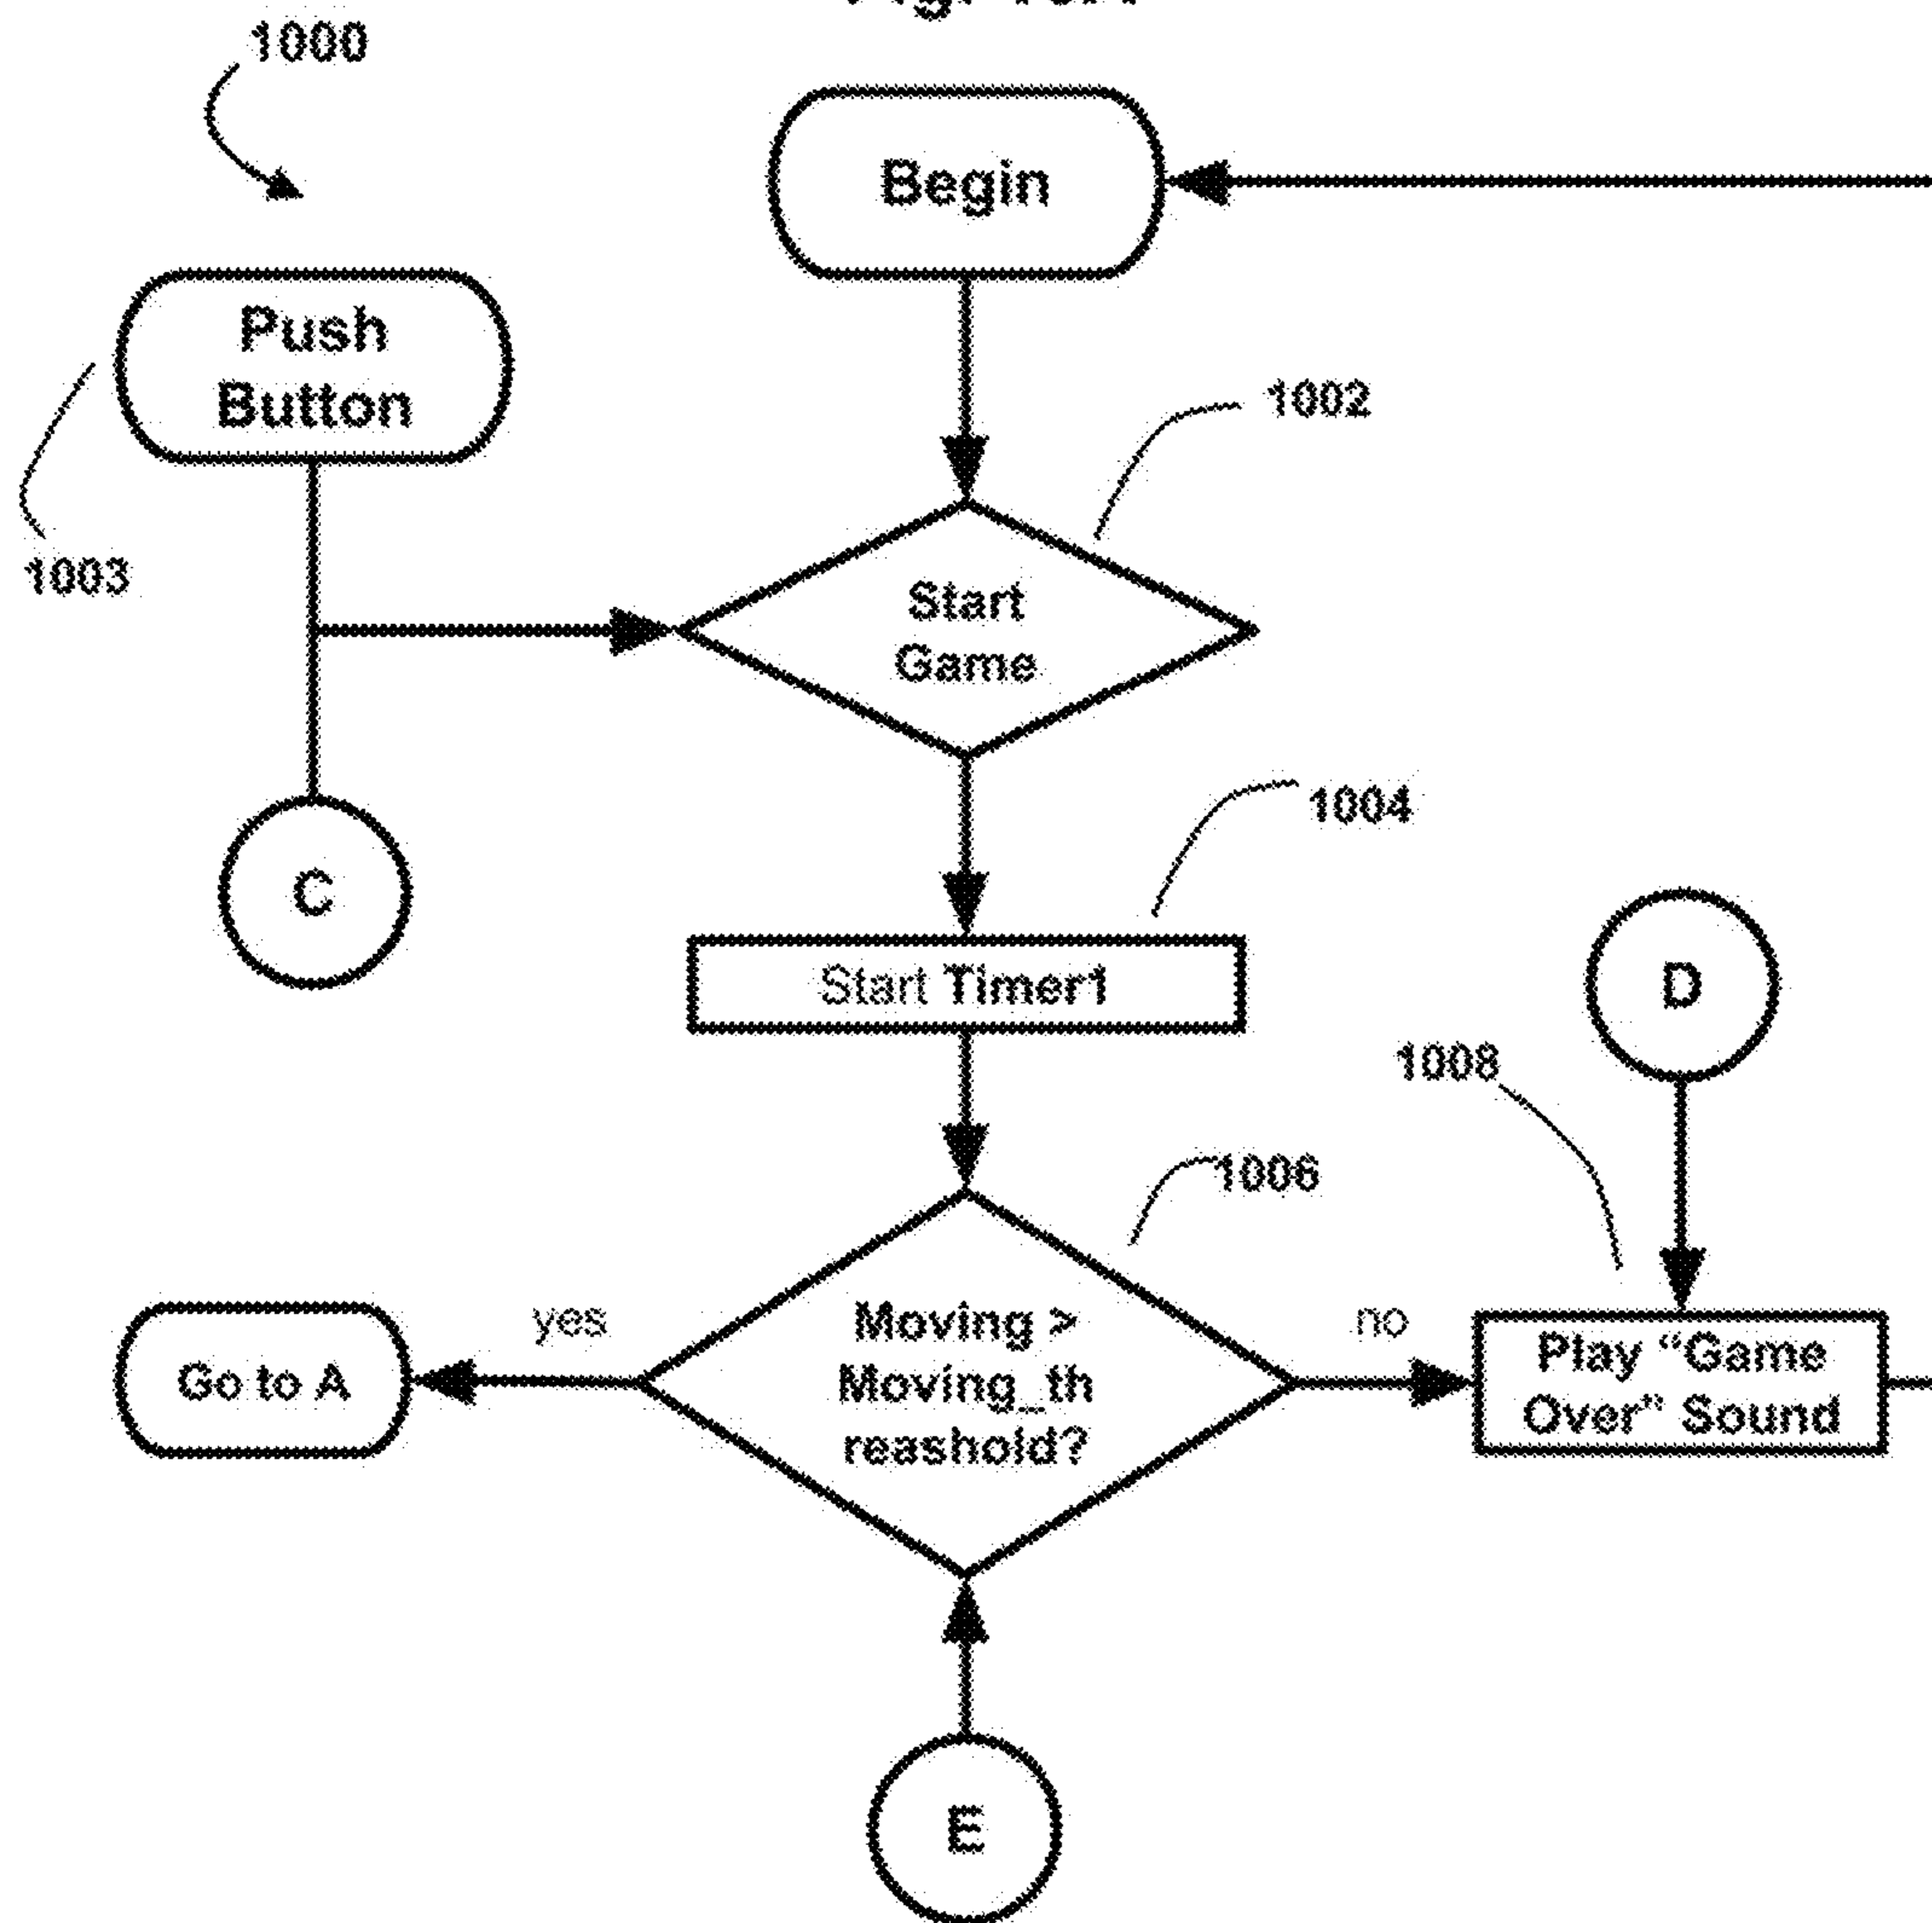 1000
Begin
Push
Button
1002
1003
Start
Game
1004
C
Start Timer1
D
1008
1006
Moving >
Moving_th
reashold?
yes
no
Go to A
Play “Game
Over” Sound
E